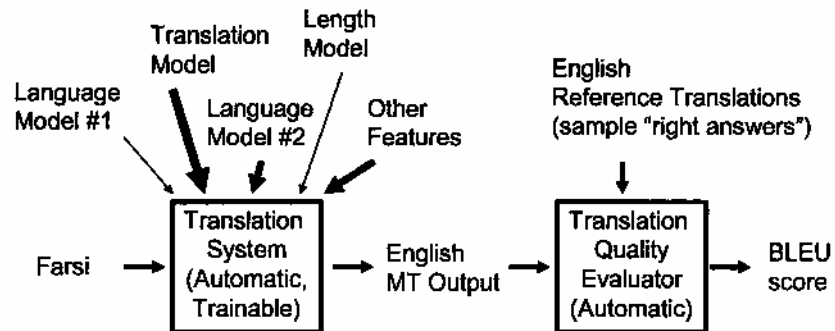 Length
Model
Translation
Model
Language
Model #1
Language
Model #2
Other
Features
English
Reference Translations
(sample "right answers")
Farsi
Translation
System
(Automatic,
Trainable)
English
MT Output
Translation
Quality
Evaluator
(Automatic)
BLEU
score